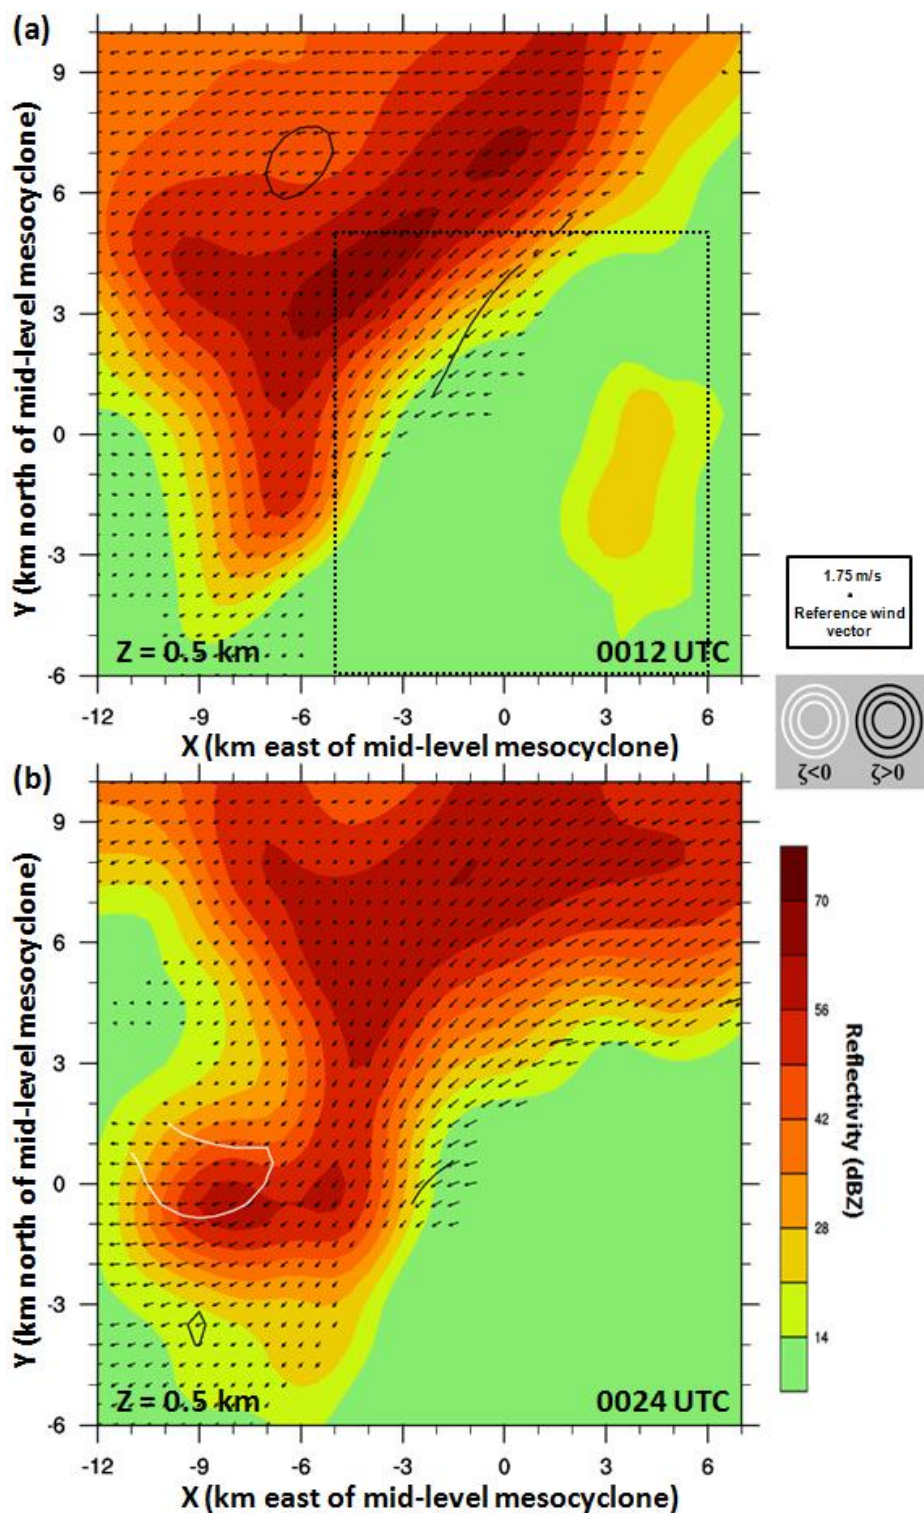 (a)
Y (km north of mid-level mesocyclone)
9
6
3
0
-3
-6
Z = 0.5 km
0012 UTC
-12 -9 -6 -3 0 3 6
X (km east of mid-level mesocyclone)
1.75 m/s
Reference wind
vector
ζ<0 ζ>0
(b)
Y (km north of mid-level mesocyclone)
9
6
3
0
-3
-6
Z = 0.5 km
0024 UTC
-12 -9 -6 -3 0 3 6
X (km east of mid-level mesocyclone)
70
56
42
28
14
Reflectivity (dBZ)